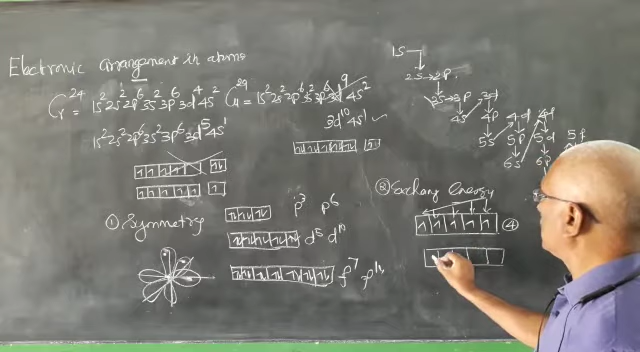 Electronic arrangement in atoms
Cr²⁴ = 1s² 2s² 2p⁶ 3s² 3p⁶ 3d⁴ 4s²
1s² 2s² 2p⁶ 3s² 3p⁶ 3d⁵ 4s¹
Cu²⁹ = 1s² 2s² 2p⁶ 3s² 3p⁶ 3d⁹ 4s²
3d¹⁰ 4s¹ ✓
① Symmetry
p³ p⁶
d⁵ d¹⁰
f⁷ f¹⁴
1s
2s → 2p
3s → 3p 3d
4s 4p 4d 4f
5s 5p 5d 5f
6s 6p
② Exchange Energy
④